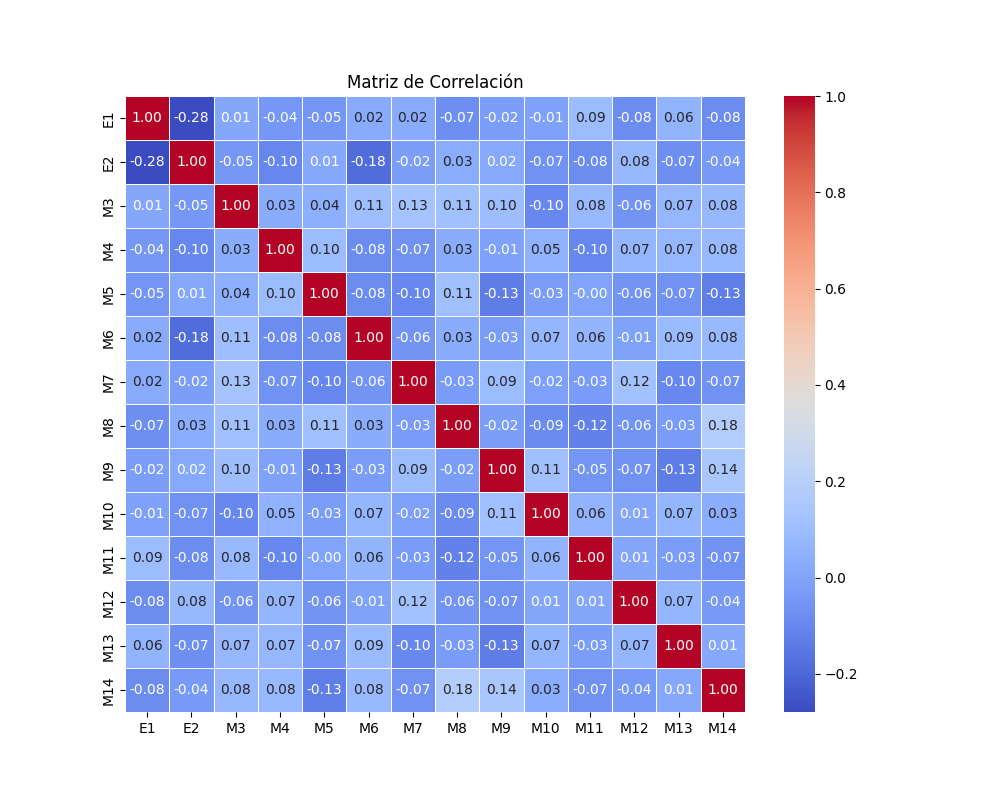 Matriz de Correlación
E1 1.00 -0.28 0.01 -0.04 -0.05 0.02 0.02 -0.07 -0.02 -0.01 0.09 -0.08 0.06 -0.08
E2 -0.28 1.00 -0.05 -0.10 0.01 -0.18 -0.02 0.03 0.02 -0.07 -0.08 0.08 -0.07 -0.04
M3 0.01 -0.05 1.00 0.03 0.04 0.11 0.13 0.11 0.10 -0.10 0.08 -0.06 0.07 0.08
M4 -0.04 -0.10 0.03 1.00 0.10 -0.08 -0.07 0.03 -0.01 0.05 -0.10 0.07 0.07 0.08
M5 -0.05 0.01 0.04 0.10 1.00 -0.08 -0.10 0.11 -0.13 -0.03 -0.00 -0.06 -0.07 -0.13
M6 0.02 -0.18 0.11 -0.08 -0.08 1.00 -0.06 0.03 -0.03 0.07 0.06 -0.01 0.09 0.08
M7 0.02 -0.02 0.13 -0.07 -0.10 -0.06 1.00 -0.03 0.09 -0.02 -0.03 0.12 -0.10 -0.07
M8 -0.07 0.03 0.11 0.03 0.11 0.03 -0.03 1.00 -0.02 -0.09 -0.12 -0.06 -0.03 0.18
M9 -0.02 0.02 0.10 -0.01 -0.13 -0.03 0.09 -0.02 1.00 0.11 -0.05 -0.07 -0.13 0.14
M10 -0.01 -0.07 -0.10 0.05 -0.03 0.07 -0.02 -0.09 0.11 1.00 0.06 0.01 0.07 0.03
M11 0.09 -0.08 0.08 -0.10 -0.00 0.06 -0.03 -0.12 -0.05 0.06 1.00 0.01 -0.03 -0.07
M12 -0.08 0.08 -0.06 0.07 -0.06 -0.01 0.12 -0.06 -0.07 0.01 0.01 1.00 0.07 -0.04
M13 0.06 -0.07 0.07 0.07 -0.07 0.09 -0.10 -0.03 -0.13 0.07 -0.03 0.07 1.00 0.01
M14 -0.08 -0.04 0.08 0.08 -0.13 0.08 -0.07 0.18 0.14 0.03 -0.07 -0.04 0.01 1.00
E1 E2 M3 M4 M5 M6 M7 M8 M9 M10 M11 M12 M13 M14
1.0
0.8
0.6
0.4
0.2
0.0
−0.2